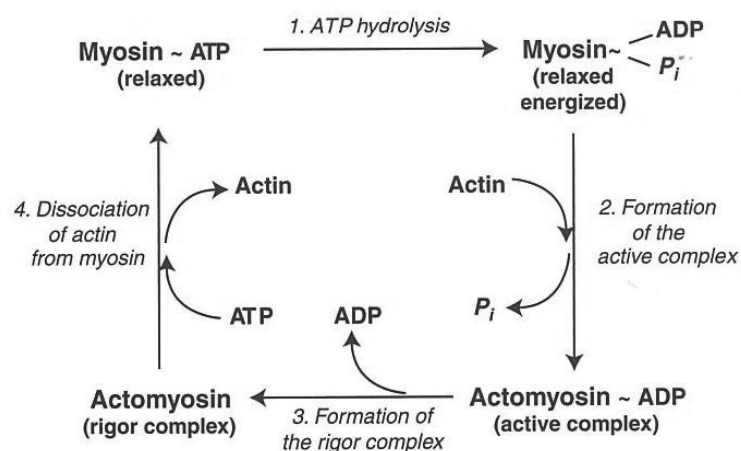 1. ATP hydrolysis
Myosin ~ ATP
(relaxed)
Myosin~
ADP
Pi
(relaxed
energized)
4. Dissociation
of actin
from myosin
Actin
Actin
2. Formation
of the
active complex
ATP
ADP
Pi
Actomyosin
(rigor complex)
3. Formation of
the rigor complex
Actomyosin ~ ADP
(active complex)